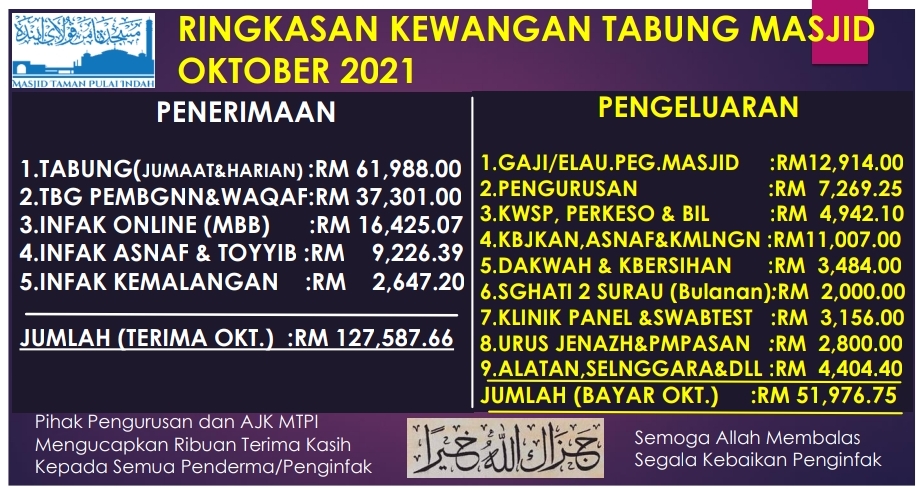 مسجد تامن ڤولاي ايندة
MASJID TAMAN PULAI INDAH
RINGKASAN KEWANGAN TABUNG MASJID
OKTOBER 2021
PENERIMAAN
1.TABUNG(JUMAAT&HARIAN) :RM 61,988.00
2.TBG PEMBGNN&WAQAF:RM 37,301.00
3.INFAK ONLINE (MBB) :RM 16,425.07
4.INFAK ASNAF & TOYYIB :RM 9,226.39
5.INFAK KEMALANGAN :RM 2,647.20
JUMLAH (TERIMA OKT.) :RM 127,587.66
PENGELUARAN
1.GAJI/ELAU.PEG.MASJID :RM12,914.00
2.PENGURUSAN :RM 7,269.25
3.KWSP, PERKESO & BIL :RM 4,942.10
4.KBJKAN,ASNAF&KMLNGN :RM11,007.00
5.DAKWAH & KBERSIHAN :RM 3,484.00
6.SGHATI 2 SURAU (Bulanan):RM 2,000.00
7.KLINIK PANEL &SWABTEST :RM 3,156.00
8.URUS JENAZH&PMPASAN :RM 2,800.00
9.ALATAN,SELNGGARA&DLL :RM 4,404.40
JUMLAH (BAYAR OKT.) :RM 51,976.75
Pihak Pengurusan dan AJK MTPI
Mengucapkan Ribuan Terima Kasih
Kepada Semua Penderma/Penginfak
جزاك الله خيرا
Semoga Allah Membalas
Segala Kebaikan Penginfak